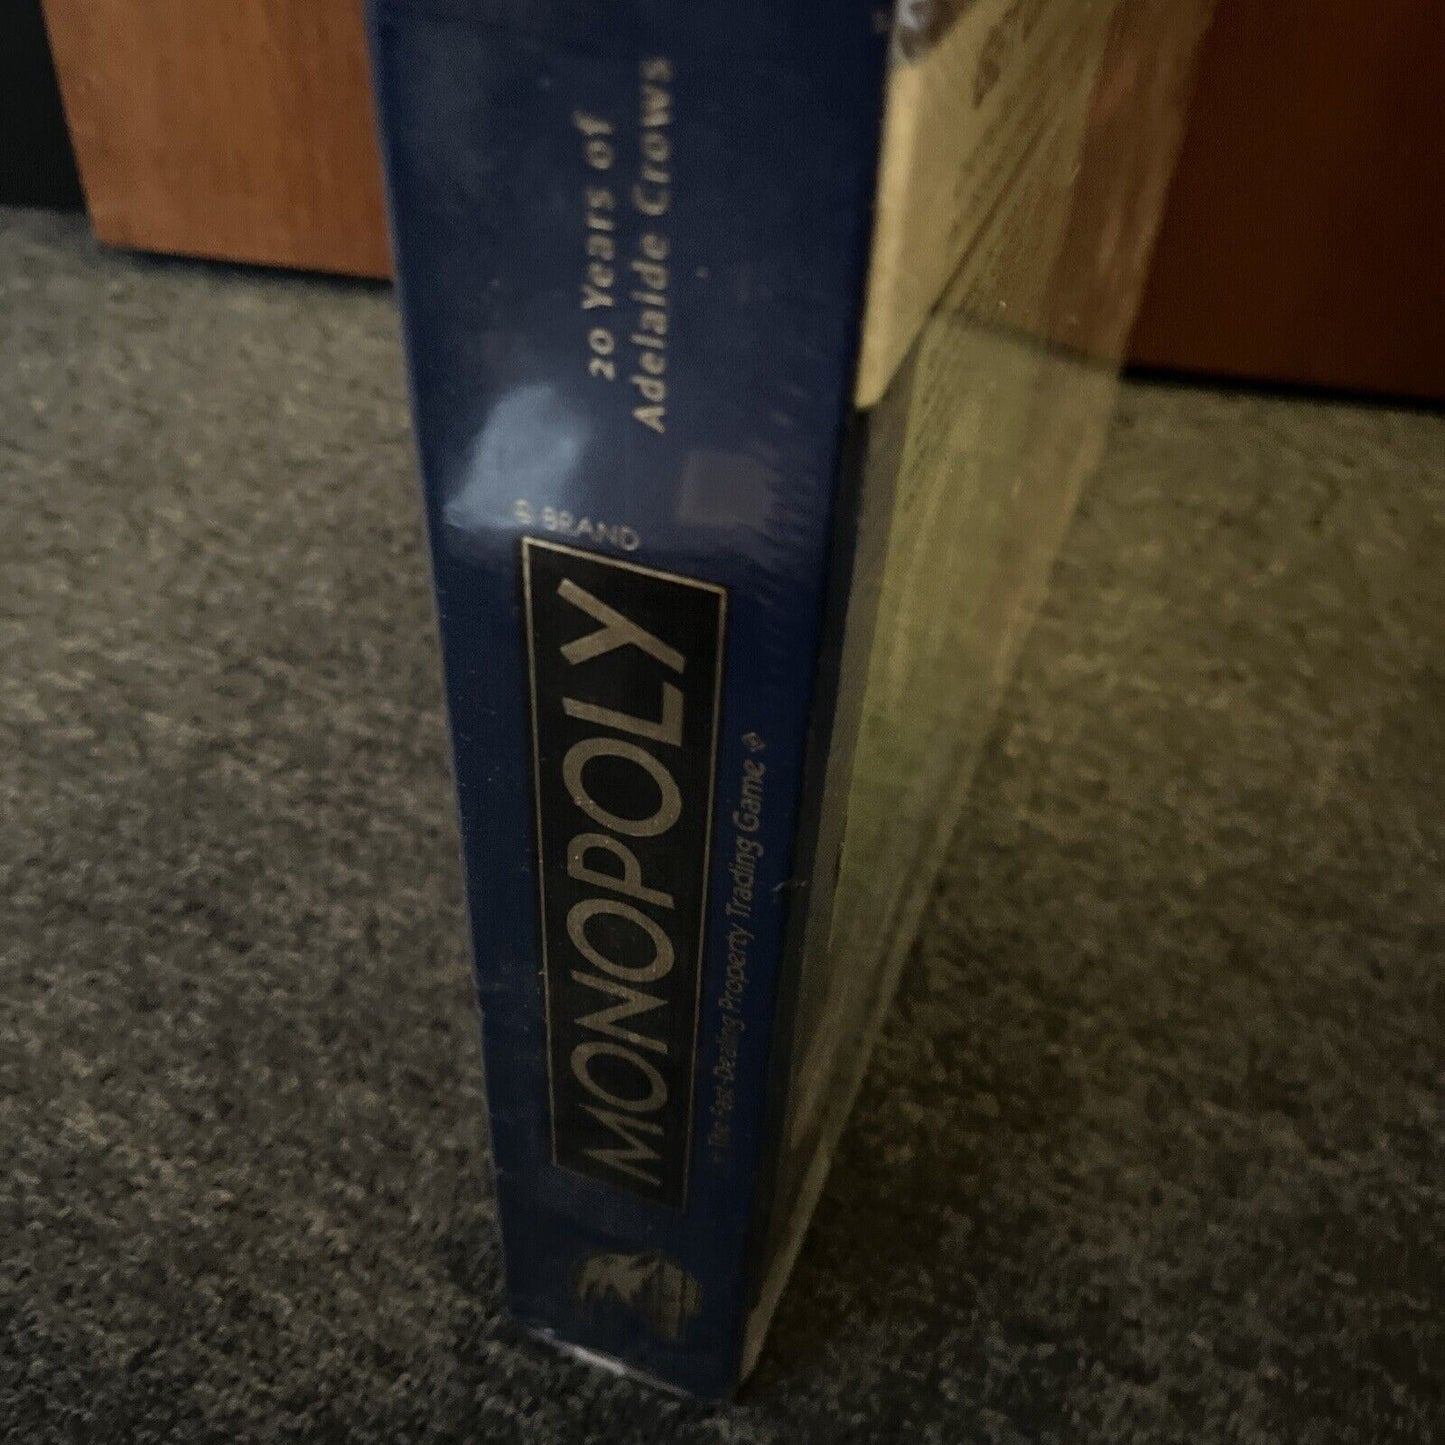 20 Years of
Adelaide Crows
BRAND
MONOPOLY
The Fast-Dealing Property Trading Game